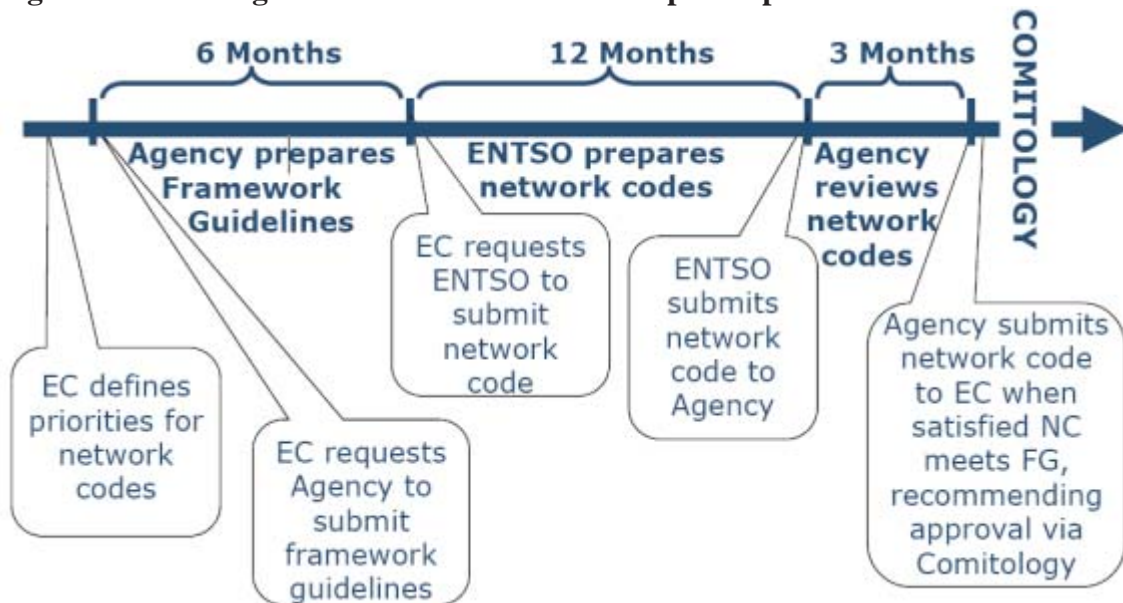 6 Months
12 Months
3 Months
COMITOLOGY
Agency prepares
Framework
Guidelines
ENTSO prepares
network codes
Agency
reviews
network
codes
EC defines
priorities for
network
codes
EC requests
Agency to
submit
framework
guidelines
EC requests
ENTSO to
submit
network
code
ENTSO
submits
network
code to
Agency
Agency submits
network code
to EC when
satisfied NC
meets FG,
recommending
approval via
Comitology